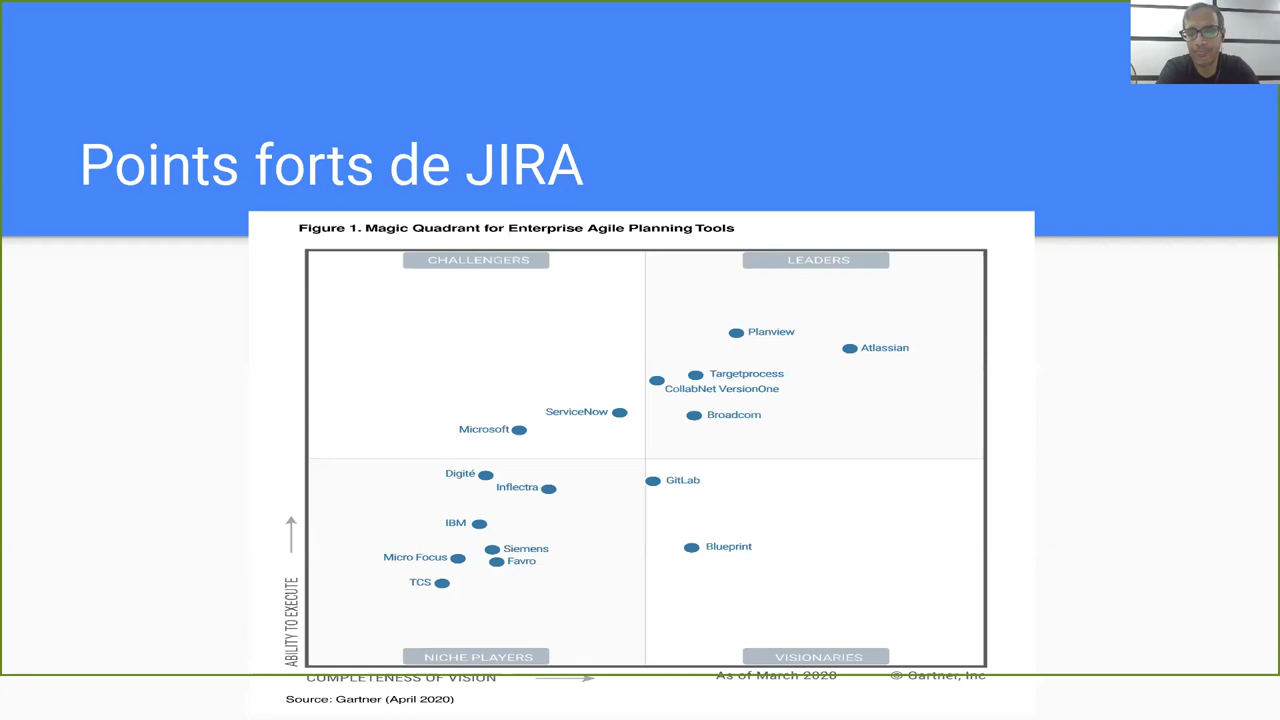 Points forts de JIRA
Figure 1. Magic Quadrant for Enterprise Agile Planning Tools
CHALLENGERS
LEADERS
Planview
Atlassian
Targetprocess
CollabNet VersionOne
ServiceNow
Broadcom
Microsoft
Digité
Inflectra
GitLab
IBM
Siemens
Blueprint
Micro Focus
Favro
TCS
ABILITY TO EXECUTE
NICHE PLAYERS
VISIONARIES
COMPLETENESS OF VISION
As of March 2020
© Gartner, Inc
Source: Gartner (April 2020)